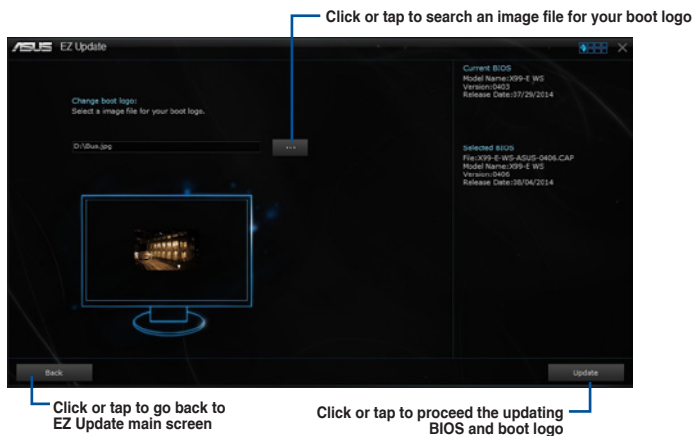 Click or tap to search an image file for your boot logo
ASUS EZ Update
Current BIOS
Model Name:X99-E WS
Version:0403
Release Date:07/29/2014
Change boot logo:
Select a image file for your boot logo.
D:\Bus.jpg
...
Selected BIOS
File:X99-E-WS-ASUS-0406.CAP
Model Name:X99-E WS
Version:0406
Release Date:08/04/2014
Back
Update
Click or tap to go back to
EZ Update main screen
Click or tap to proceed the updating
BIOS and boot logo